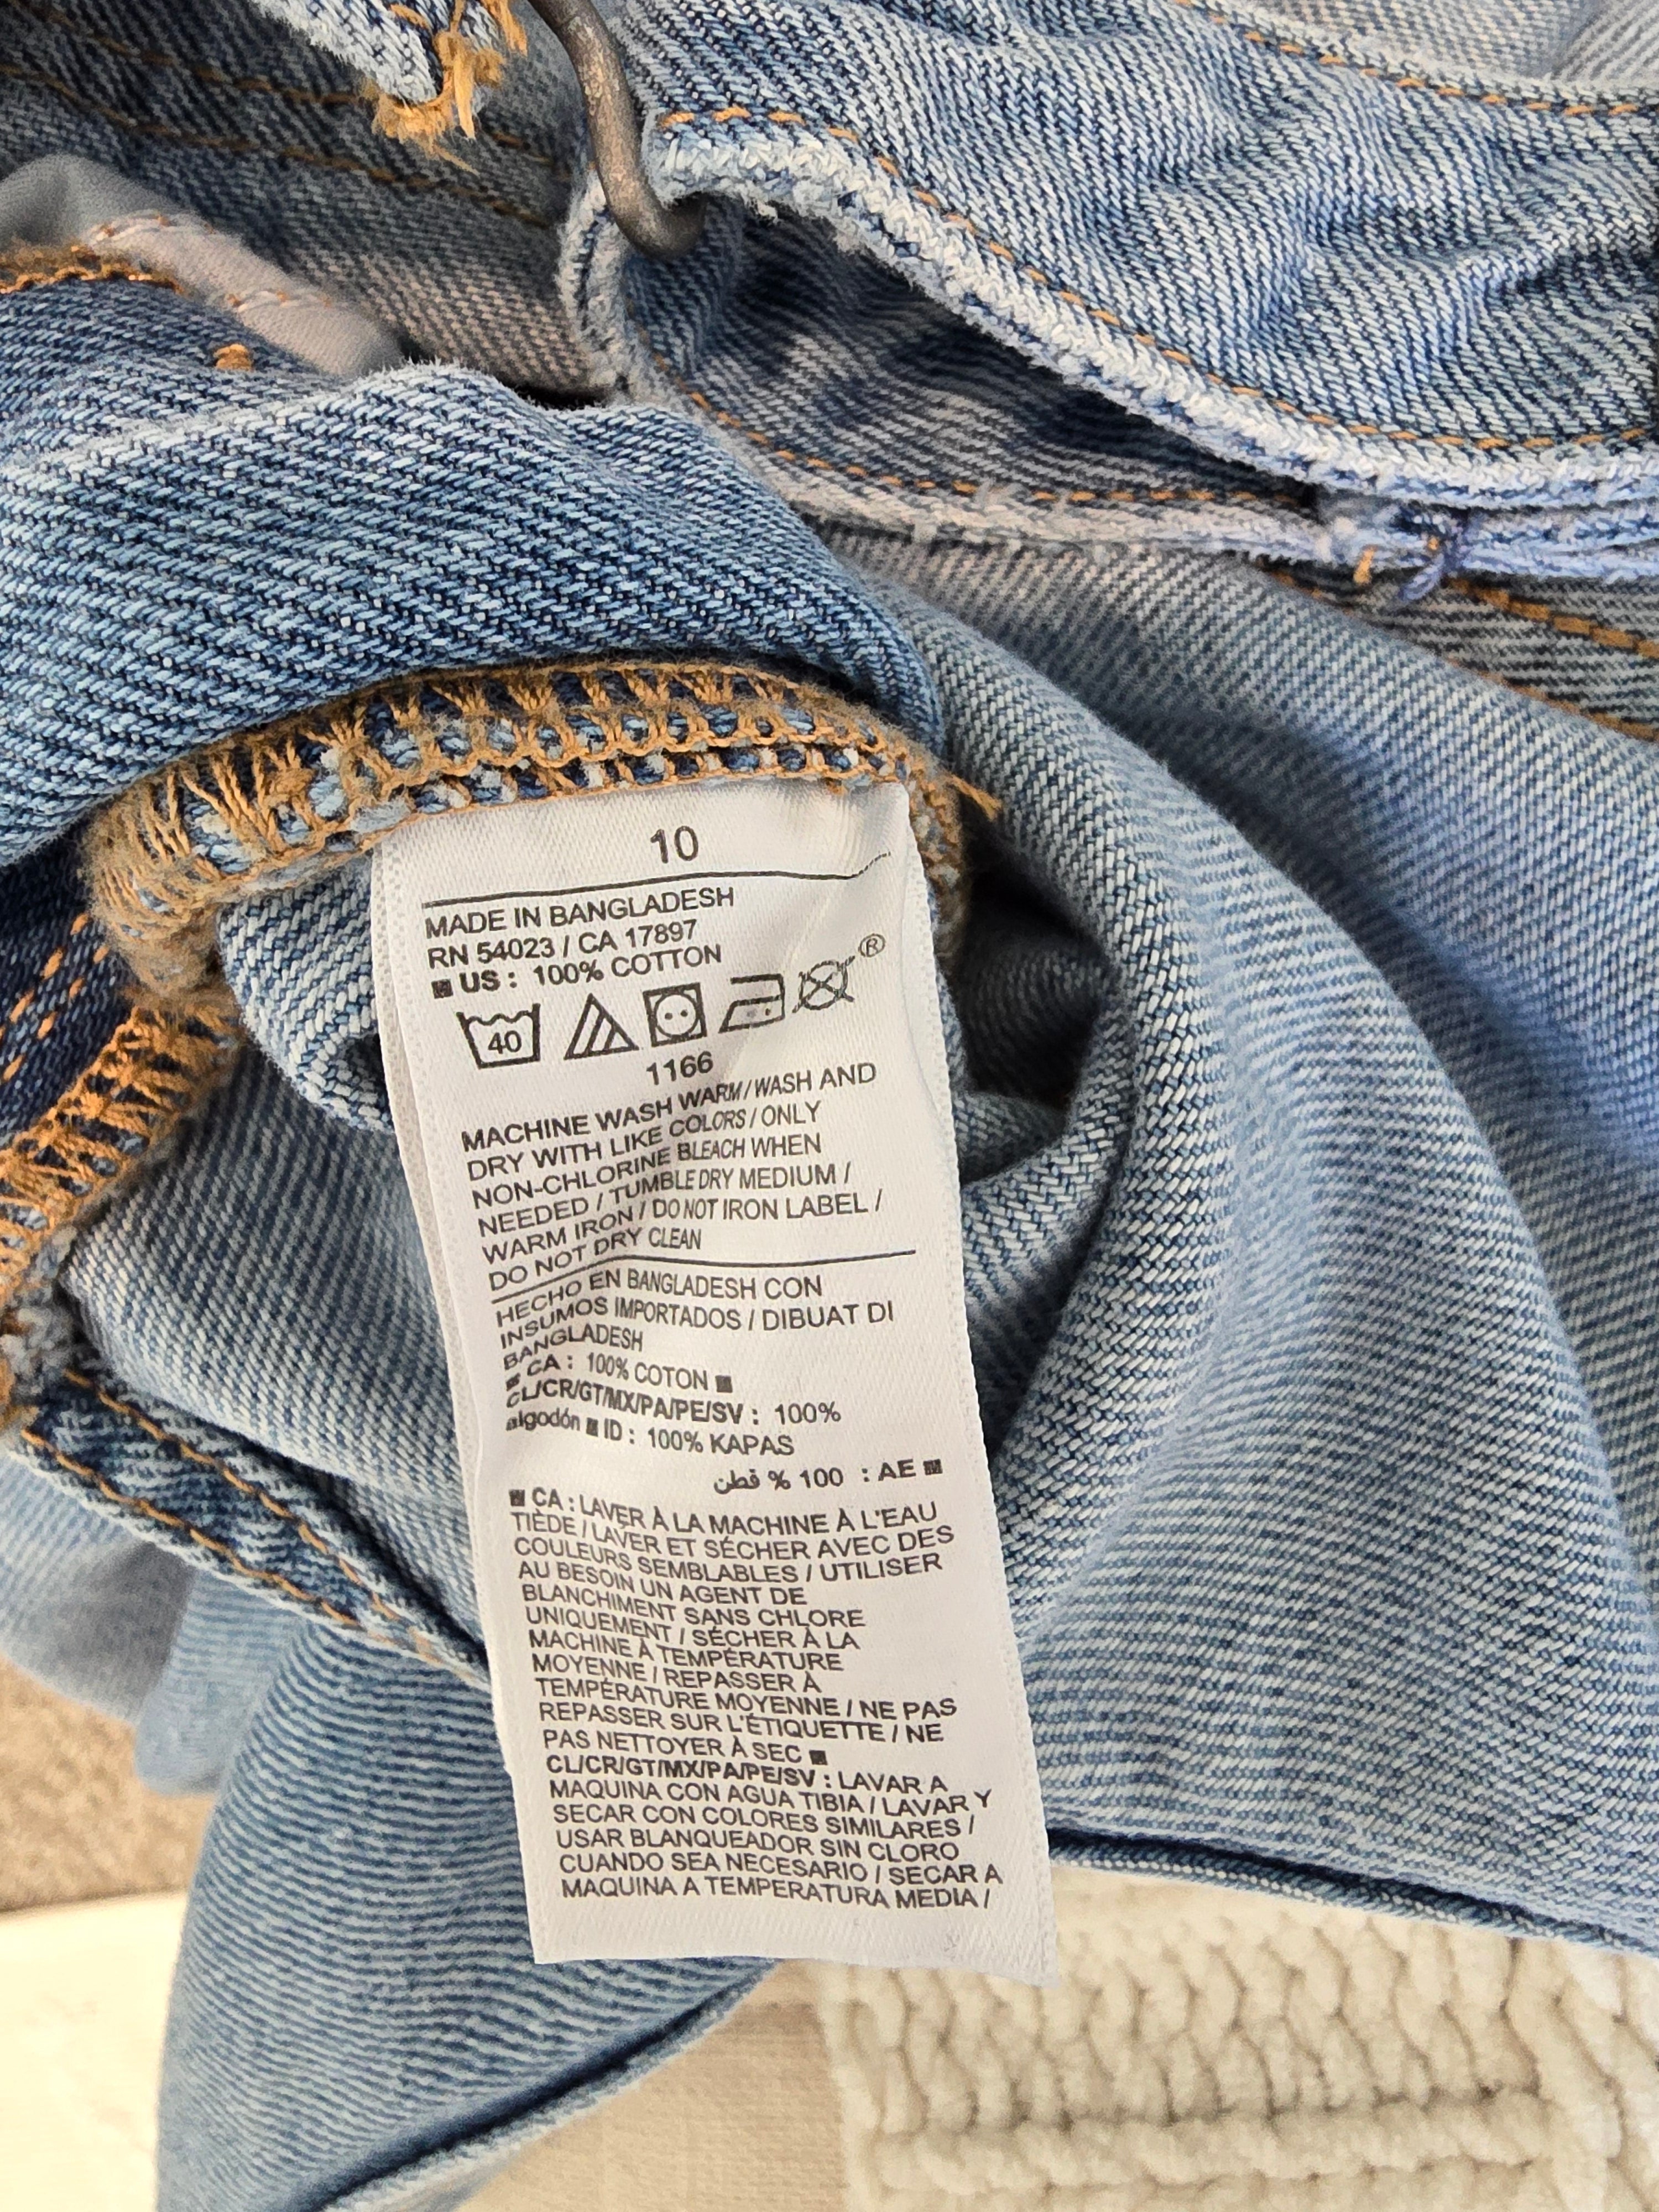 10
MADE IN BANGLADESH
RN 54023 / CA 17897
■ US : 100% COTTON
®
40
1166
MACHINE WASH WARM / WASH AND
DRY WITH LIKE COLORS / ONLY
NON-CHLORINE BLEACH WHEN
NEEDED / TUMBLE DRY MEDIUM /
WARM IRON / DO NOT IRON LABEL /
DO NOT DRY CLEAN
HECHO EN BANGLADESH CON
INSUMOS IMPORTADOS / DIBUAT DI
BANGLADESH
■ CA : 100% COTON ■
CL/CR/GT/MX/PA/PE/SV : 100%
algodón ■ ID : 100% KAPAS
■ AE : 100 % قطن
■ CA : LAVER À LA MACHINE À L'EAU
TIÈDE / LAVER ET SÉCHER AVEC DES
COULEURS SEMBLABLES / UTILISER
AU BESOIN UN AGENT DE
BLANCHIMENT SANS CHLORE
UNIQUEMENT / SÉCHER À LA
MACHINE À TEMPÉRATURE
MOYENNE / REPASSER À
TEMPÉRATURE MOYENNE / NE PAS
REPASSER SUR L'ÉTIQUETTE / NE
PAS NETTOYER À SEC ■
CL/CR/GT/MX/PA/PE/SV : LAVAR A
MAQUINA CON AGUA TIBIA / LAVAR Y
SECAR CON COLORES SIMILARES /
USAR BLANQUEADOR SIN CLORO
CUANDO SEA NECESARIO / SECAR A
MAQUINA A TEMPERATURA MEDIA /